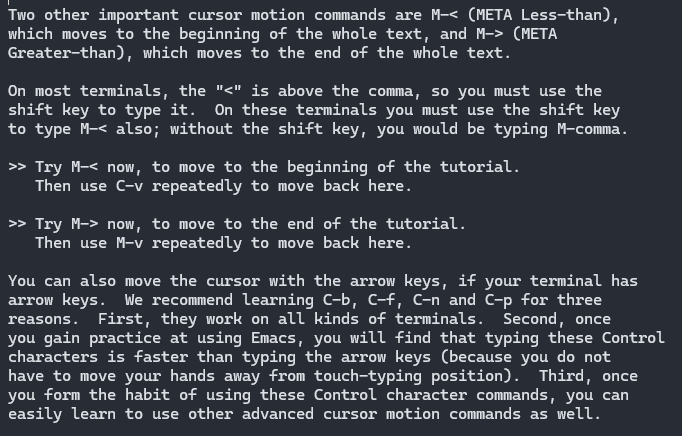 Two other important cursor motion commands are M-< (META Less-than),
which moves to the beginning of the whole text, and M-> (META
Greater-than), which moves to the end of the whole text.

On most terminals, the "<" is above the comma, so you must use the
shift key to type it.  On these terminals you must use the shift key
to type M-< also; without the shift key, you would be typing M-comma.

>> Try M-< now, to move to the beginning of the tutorial.
   Then use C-v repeatedly to move back here.

>> Try M-> now, to move to the end of the tutorial.
   Then use M-v repeatedly to move back here.

You can also move the cursor with the arrow keys, if your terminal has
arrow keys.  We recommend learning C-b, C-f, C-n and C-p for three
reasons.  First, they work on all kinds of terminals.  Second, once
you gain practice at using Emacs, you will find that typing these Control
characters is faster than typing the arrow keys (because you do not
have to move your hands away from touch-typing position).  Third, once
you form the habit of using these Control character commands, you can
easily learn to use other advanced cursor motion commands as well.